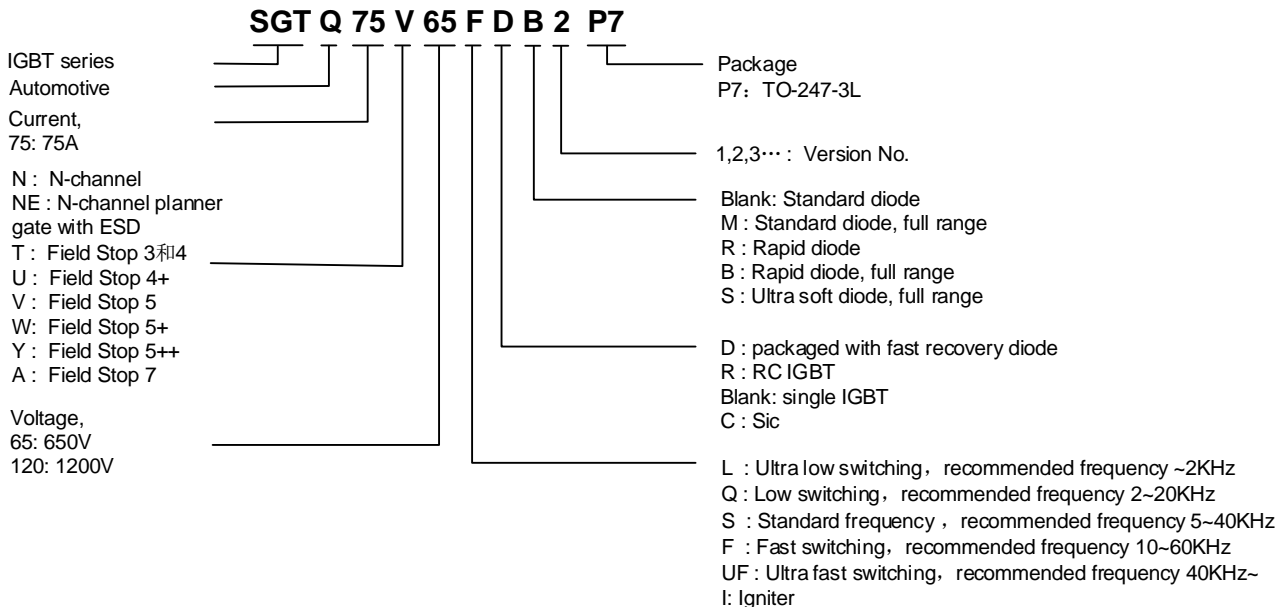 SGT Q 75 V 65 F D B 2 P7
IGBT series
Automotive
Current,
75: 75A
N : N-channel
NE : N-channel planner
gate with ESD
T : Field Stop 3和4
U : Field Stop 4+
V : Field Stop 5
W: Field Stop 5+
Y : Field Stop 5++
A : Field Stop 7
Voltage,
65: 650V
120: 1200V
Package
P7：TO-247-3L
1,2,3… : Version No.
Blank: Standard diode
M : Standard diode, full range
R : Rapid diode
B : Rapid diode, full range
S : Ultra soft diode, full range
D : packaged with fast recovery diode
R : RC IGBT
Blank: single IGBT
C : Sic
L : Ultra low switching，recommended frequency ~2KHz
Q : Low switching，recommended frequency 2~20KHz
S : Standard frequency，recommended frequency 5~40KHz
F : Fast switching，recommended frequency 10~60KHz
UF : Ultra fast switching，recommended frequency 40KHz~
I: Igniter